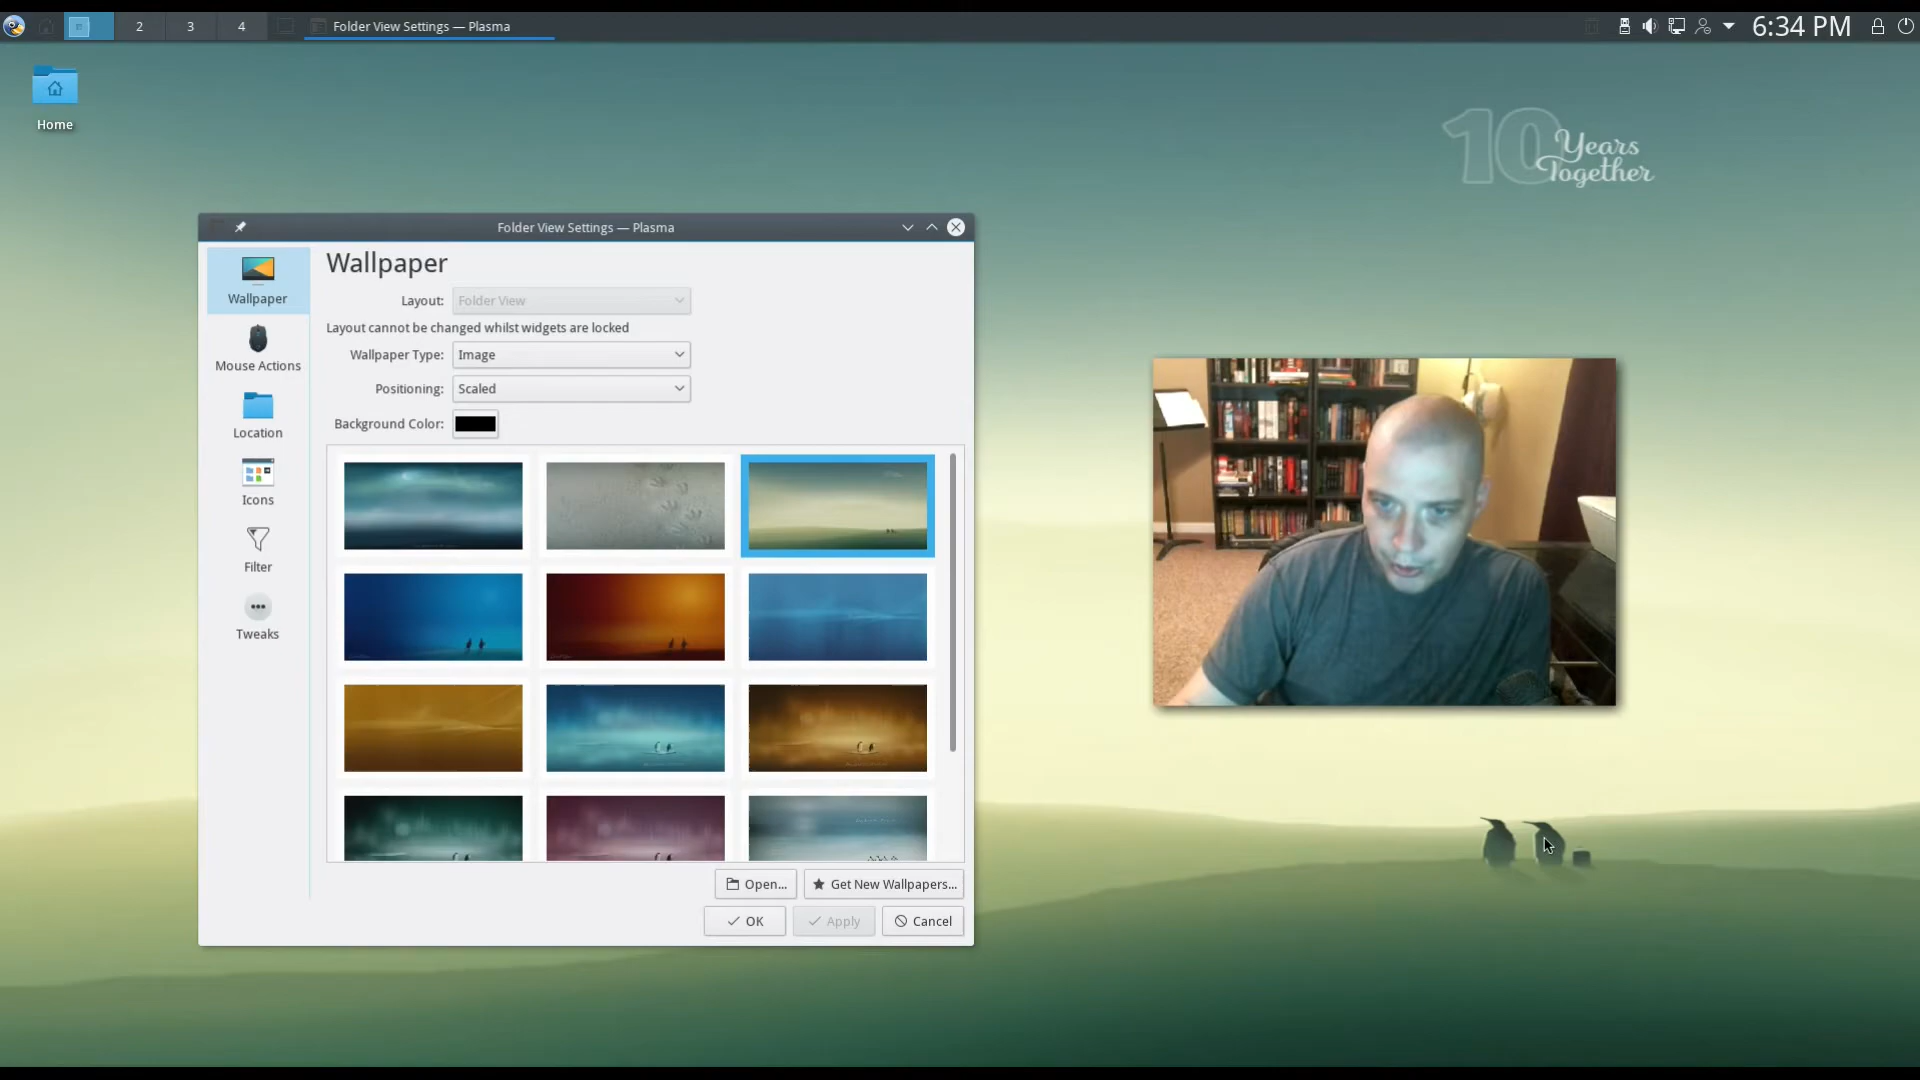 2
3
4
Folder View Settings — Plasma
6:34 PM
Home
10 Years Together
Folder View Settings — Plasma
Wallpaper
Mouse Actions
Location
Icons
Filter
Tweaks
Wallpaper
Layout:
Folder View
Layout cannot be changed whilst widgets are locked
Wallpaper Type:
Image
Positioning:
Scaled
Background Color:
Open...
Get New Wallpapers...
OK
Apply
Cancel